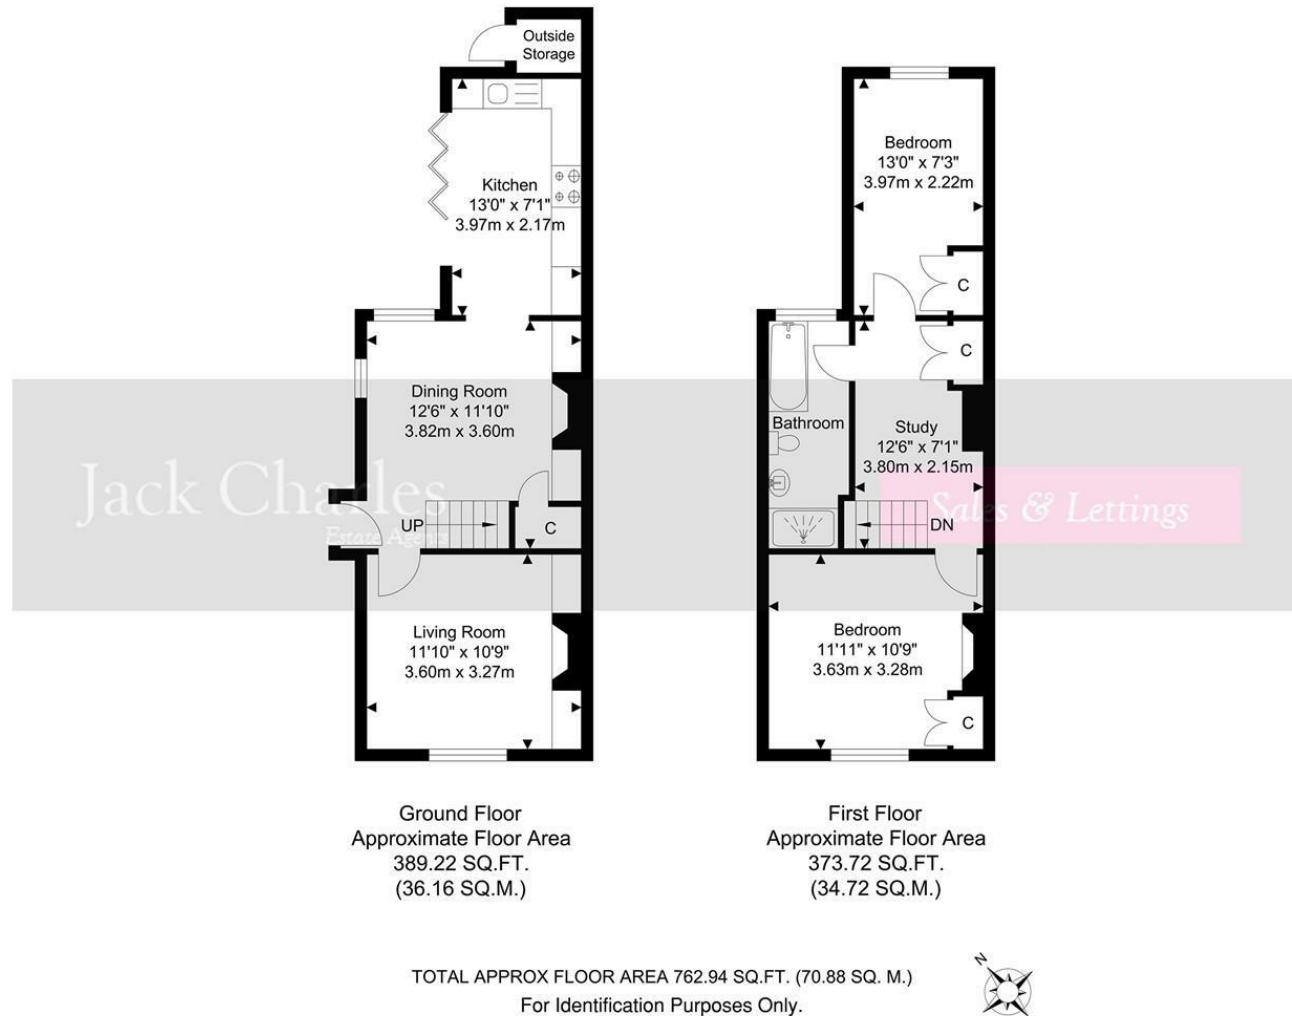 Outside
Storage
Kitchen
13'0" x 7'1"
3.97m x 2.17m
Dining Room
12'6" x 11'10"
3.82m x 3.60m
UP
C
Living Room
11'10" x 10'9"
3.60m x 3.27m
Bedroom
13'0" x 7'3"
3.97m x 2.22m
C
C
Bathroom
Study
12'6" x 7'1"
3.80m x 2.15m
DN
Bedroom
11'11" x 10'9"
3.63m x 3.28m
C
Jack Charles
Estate Agents
Sales & Lettings
Ground Floor
Approximate Floor Area
389.22 SQ.FT.
(36.16 SQ.M.)
First Floor
Approximate Floor Area
373.72 SQ.FT.
(34.72 SQ.M.)
TOTAL APPROX FLOOR AREA 762.94 SQ.FT. (70.88 SQ. M.)
For Identification Purposes Only.
N